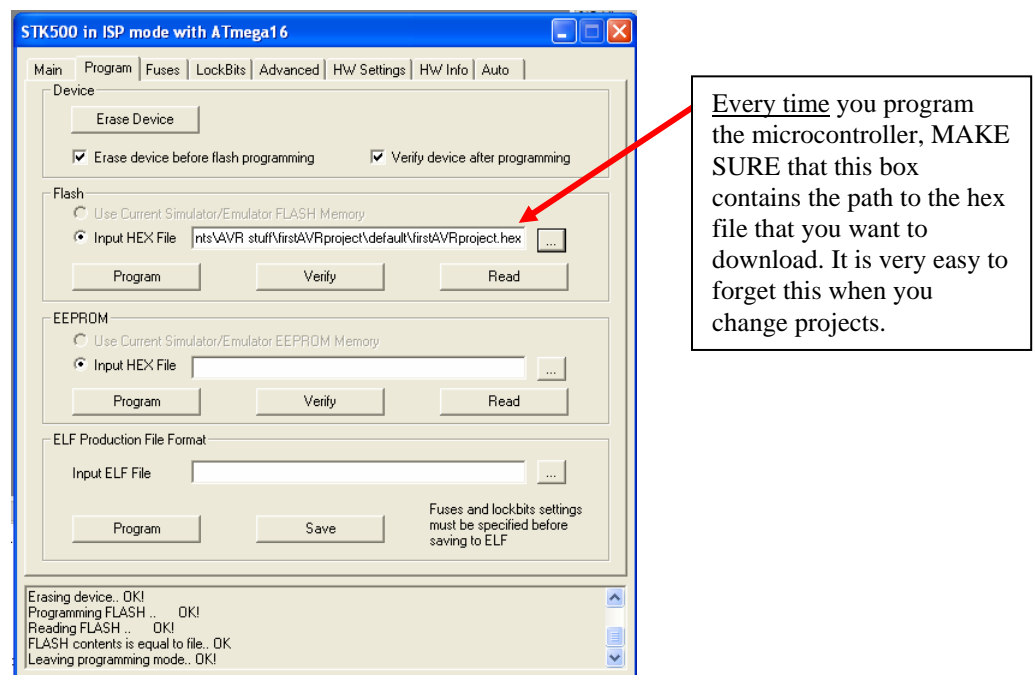 STK500 in ISP mode with ATmega16
Main Program Fuses LockBits Advanced HW Settings HW Info Auto
Device
Erase Device
Erase device before flash programming Verify device after programming
Flash
Use Current Simulator/Emulator FLASH Memory
Input HEX File nts\AVR stuff\firstAVRproject\default\firstAVRproject.hex ...
Program Verify Read
EEPROM
Use Current Simulator/Emulator EEPROM Memory
Input HEX File ...
Program Verify Read
ELF Production File Format
Input ELF File ...
Program Save
Fuses and lockbits settings
must be specified before
saving to ELF
Erasing device.. OK!
Programming FLASH .. OK!
Reading FLASH .. OK!
FLASH contents is equal to file.. OK
Leaving programming mode.. OK!
Every time you program
the microcontroller, MAKE
SURE that this box
contains the path to the hex
file that you want to
download. It is very easy to
forget this when you
change projects.